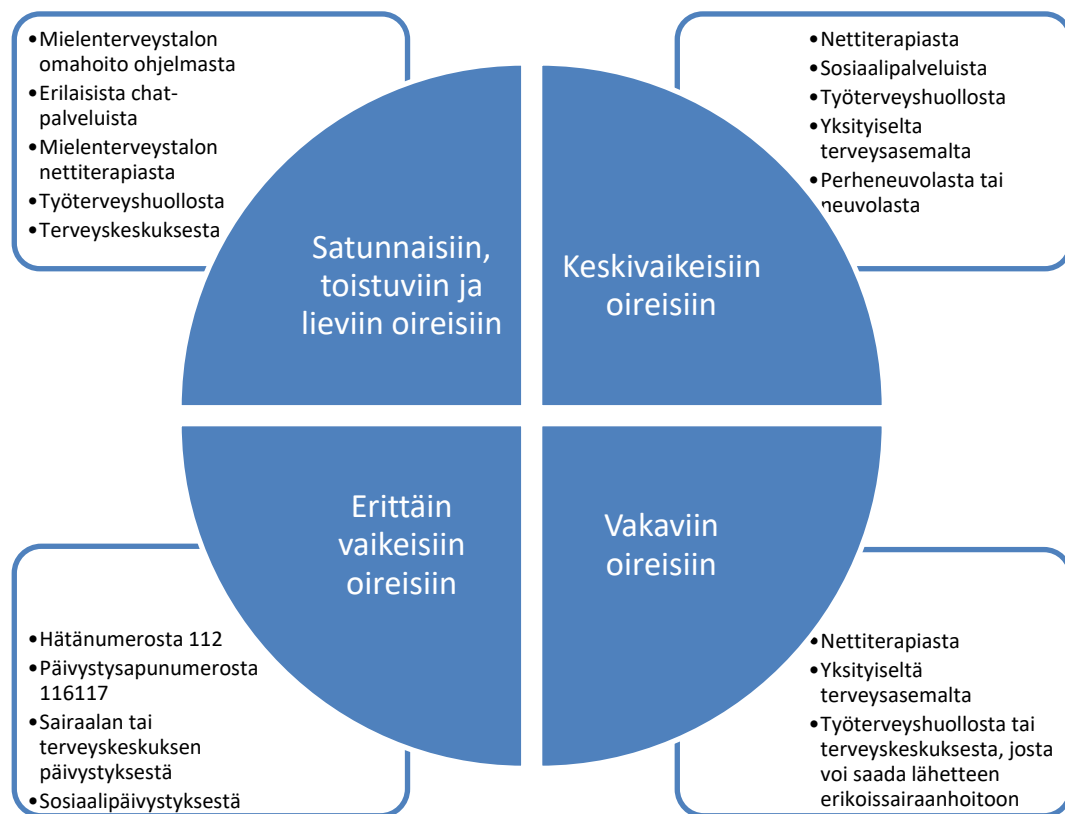 •Mielenterveystalon
omahoito ohjelmasta
•Erilaisista chat-
palveluista
•Mielenterveystalon
nettiterapiasta
•Työterveyshuollosta
•Terveyskeskuksesta
•Nettiterapiasta
•Sosiaalipalveluista
•Työterveyshuollosta
•Yksityiselta
terveysasemalta
•Perheneuvolasta tai
neuvolasta
Satunnaisiin,
toistuviin ja
lieviin oireisiin
Keskivaikeisiin
oireisiin
Erittäin
vaikeisiin
oireisiin
Vakaviin
oireisiin
•Hätänumerosta 112
•Päivystysapunumerosta
116117
•Sairaalan tai
terveyskeskuksen
päivystyksestä
•Sosiaalipäivystyksestä
•Nettiterapiasta
•Yksityiseltä
terveysasemalta
•Työterveyshuollosta tai
terveyskeskuksesta, josta
voi saada lähetteen
erikoissairaanhoitoon